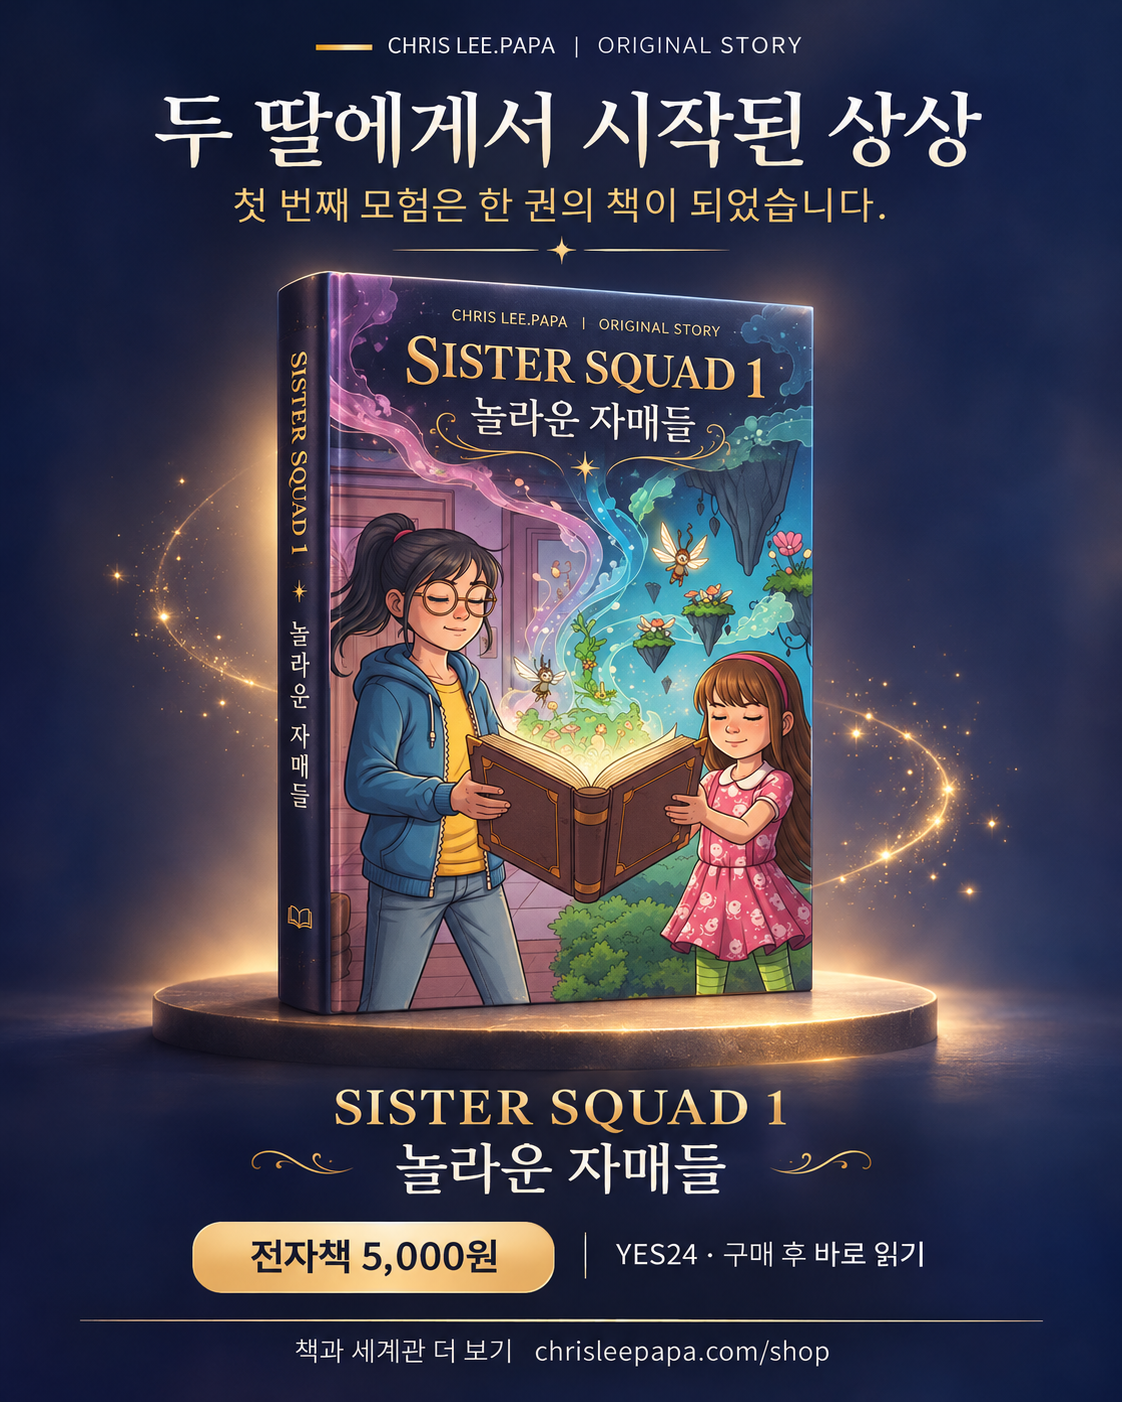 CHRIS LEE.PAPA | ORIGINAL STORY
두 딸에게서 시작된 상상
첫 번째 모험은 한 권의 책이 되었습니다.
CHRIS LEE.PAPA | ORIGINAL STORY
SISTER SQUAD 1
놀라운 자매들
SISTER SQUAD 1 놀라운 자매들
SISTER SQUAD 1
놀라운 자매들
전자책 5,000원 | YES24 · 구매 후 바로 읽기
책과 세계관 더 보기 chrisleepapa.com/shop